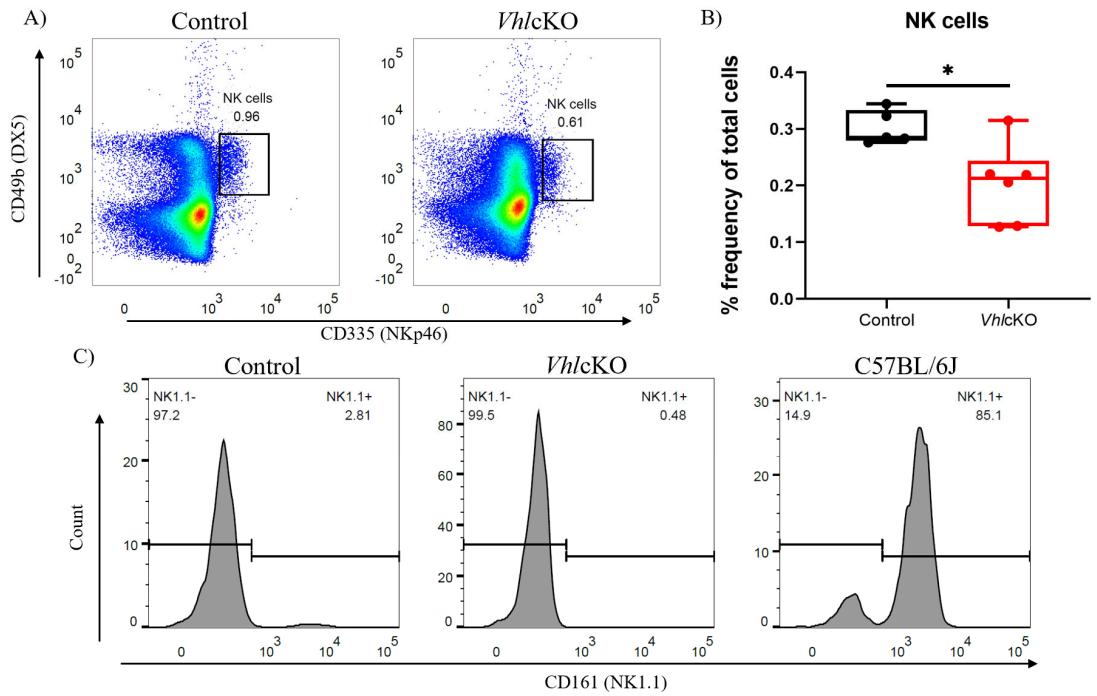 A)
Control
VhlcKO
CD49b (DX5)
10^5
10^4
10^3
10^2
0
-10^2
NK cells
0.96
0
10^3
10^4
10^5
10^5
10^4
10^3
10^2
0
-10^2
NK cells
0.61
0
10^3
10^4
10^5
CD335 (NKp46)
B)
NK cells
% frequency of total cells
0.4
0.3
0.2
0.1
0.0
*
Control
VhlcKO
C)
Control
VhlcKO
C57BL/6J
Count
30
20
10
0
NK1.1-
97.2
NK1.1+
2.81
0
10^3
10^4
10^5
80
60
40
20
0
NK1.1-
99.5
NK1.1+
0.48
0
10^3
10^4
10^5
30
20
10
0
NK1.1-
14.9
NK1.1+
85.1
0
10^3
10^4
10^5
CD161 (NK1.1)